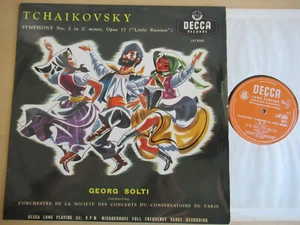 TCHAIKOVSKY
DECCA
RECORDS
SYMPHONY No. 2 in C minor, Opus 17 ("Little Russian")
GEORG SOLTI
conducting
L'ORCHESTRE DE LA SOCIETE DES CONCERTS DU CONSERVATOIRE DE PARIS
DECCA LONG PLAYING 33⅓ R.P.M. MICROGROOVE FULL FREQUENCY RANGE RECORDING
DECCA
LONG PLAYING